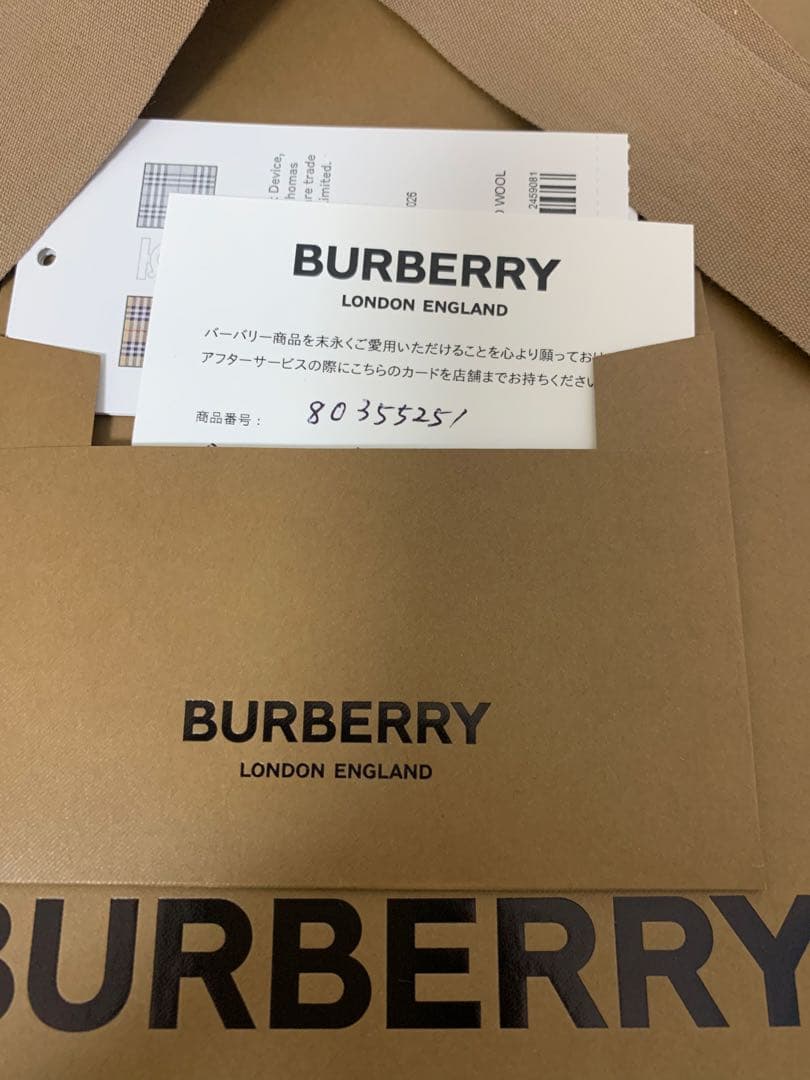 : Device,
homas
re trade
imited.
026
WOOL
2459081
BURBERRY
LONDON ENGLAND
バーバリー商品を末永くご愛用いただけることを心より願っており
アフターサービスの際にこちらのカードを店舗までお持ちください
商品番号: 80355251
BURBERRY
LONDON ENGLAND
BURBERRY